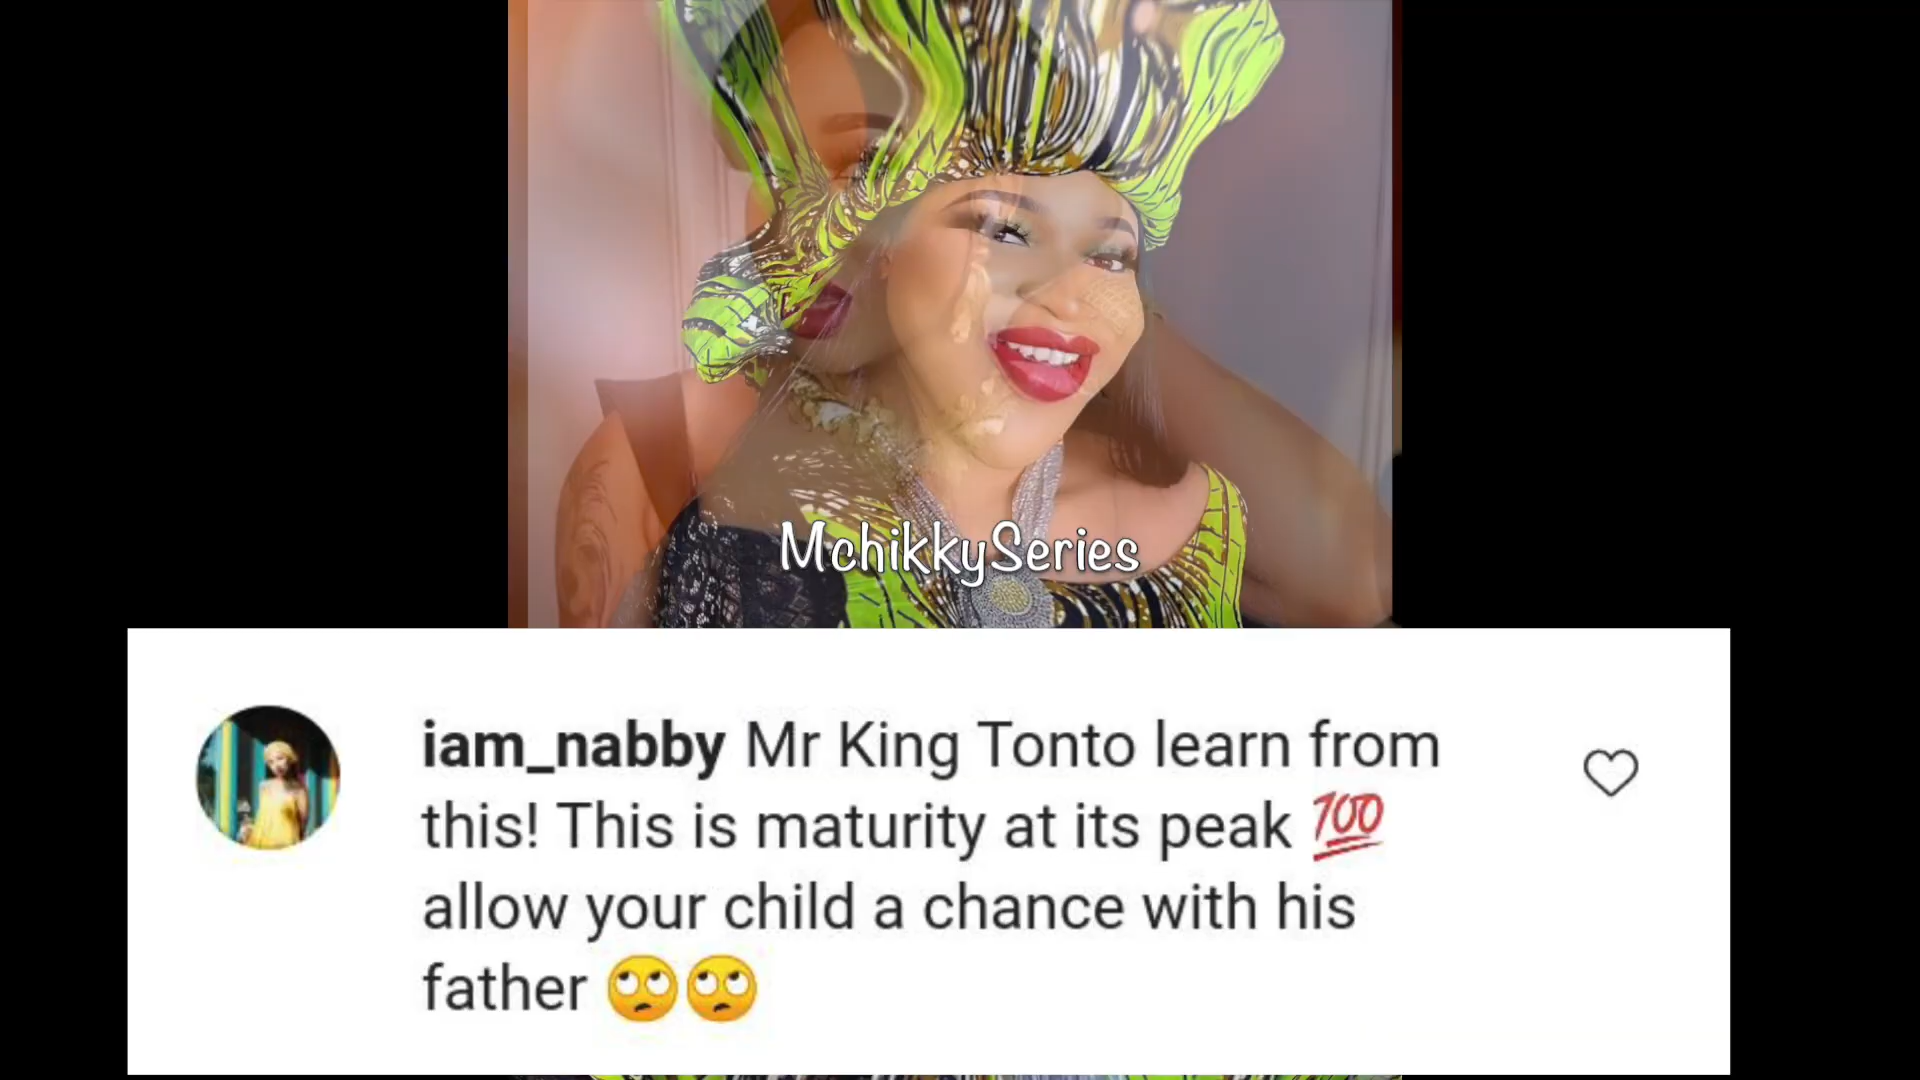 MchikkySeries
iam_nabby Mr King Tonto learn from
this! This is maturity at its peak 💯
allow your child a chance with his
father 🙄🙄